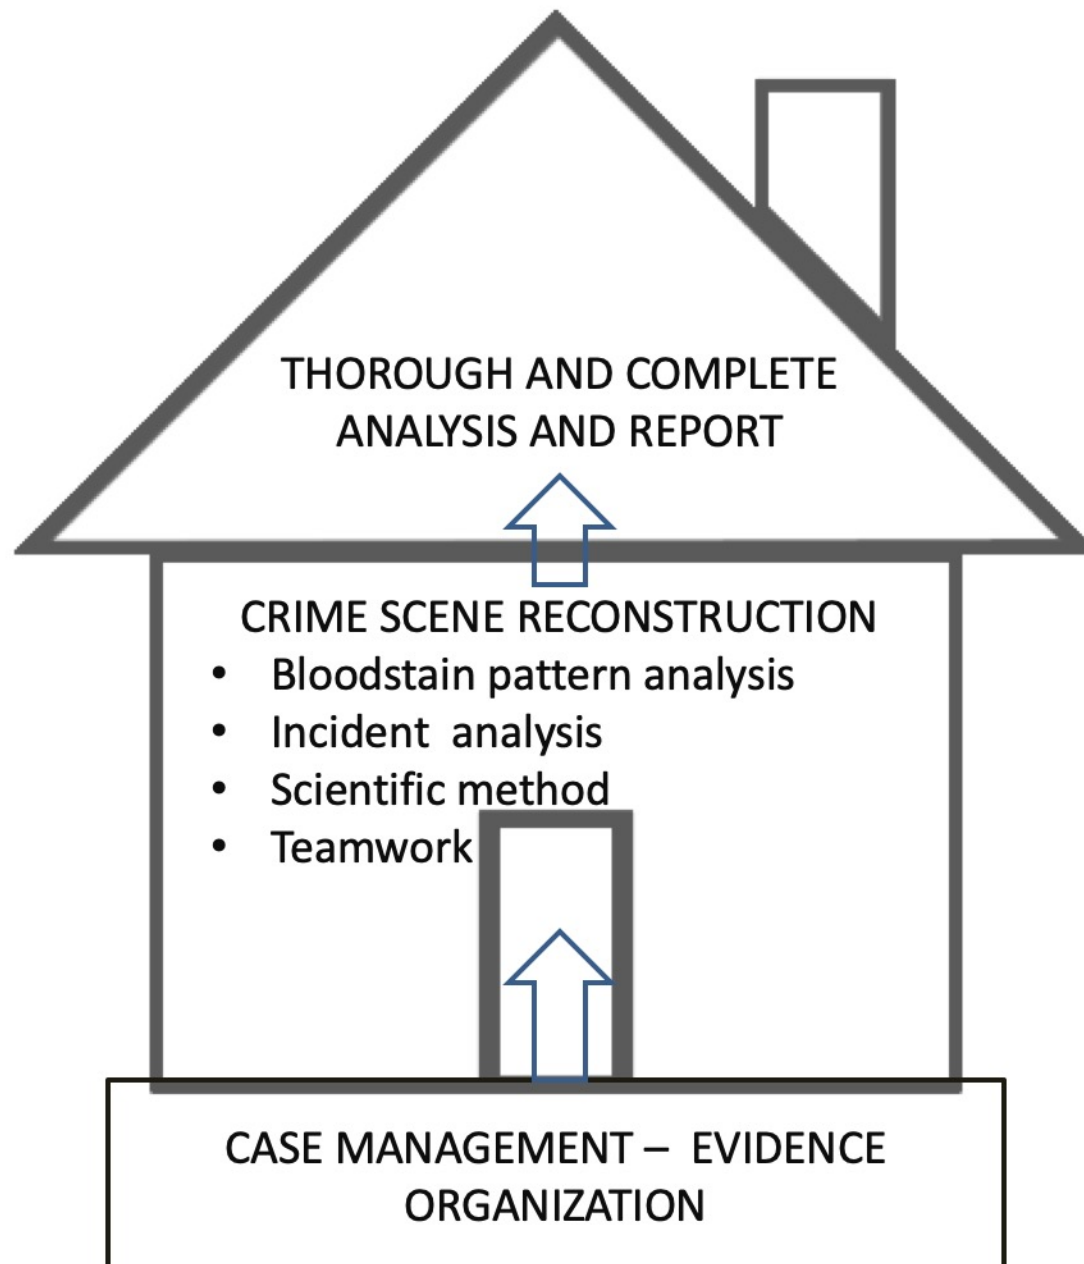 THOROUGH AND COMPLETE
ANALYSIS AND REPORT
CRIME SCENE RECONSTRUCTION
• Bloodstain pattern analysis
• Incident  analysis
• Scientific method
• Teamwork
CASE MANAGEMENT –  EVIDENCE
ORGANIZATION